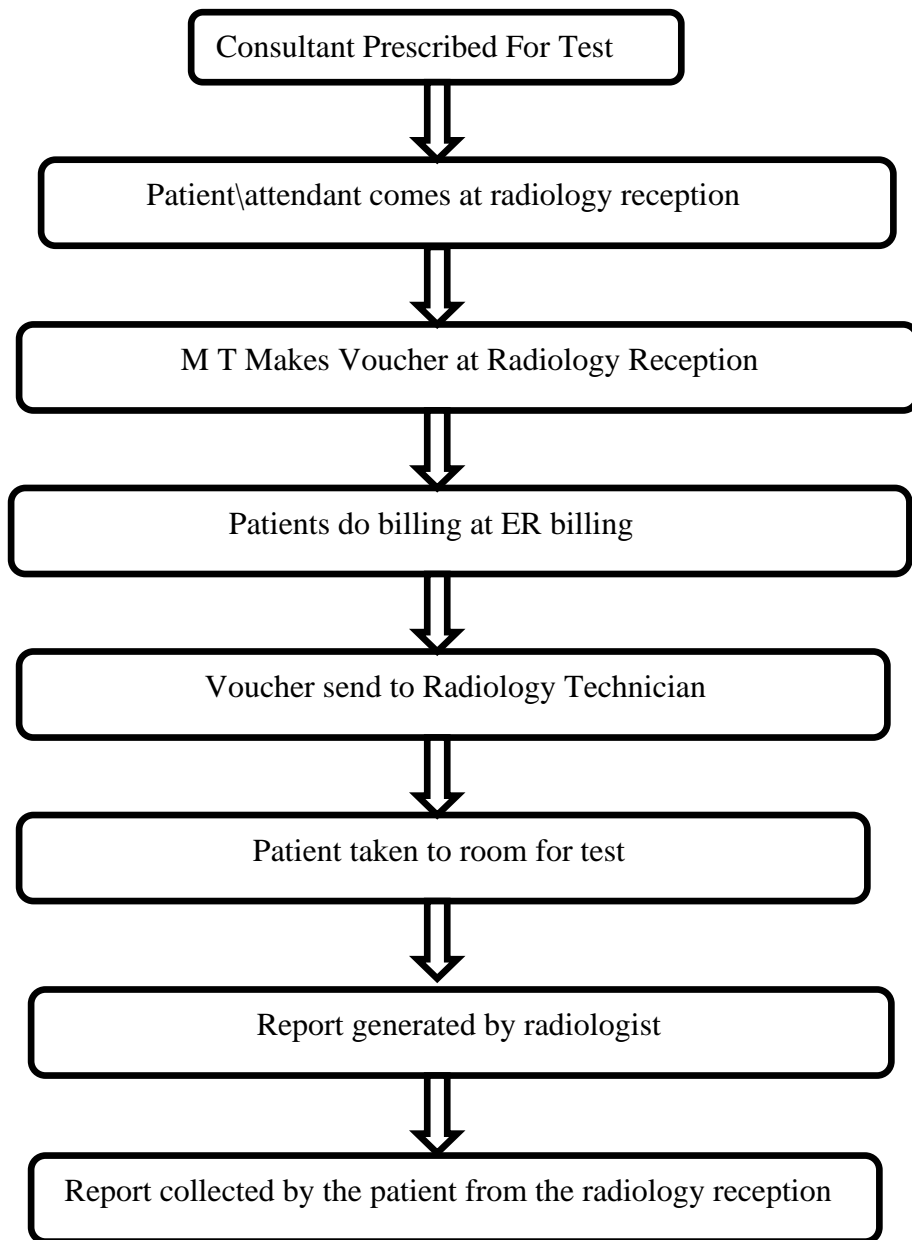 Consultant Prescribed For Test
Patient\attendant comes at radiology reception
M T Makes Voucher at Radiology Reception
Patients do billing at ER billing
Voucher send to Radiology Technician
Patient taken to room for test
Report generated by radiologist
Report collected by the patient from the radiology reception